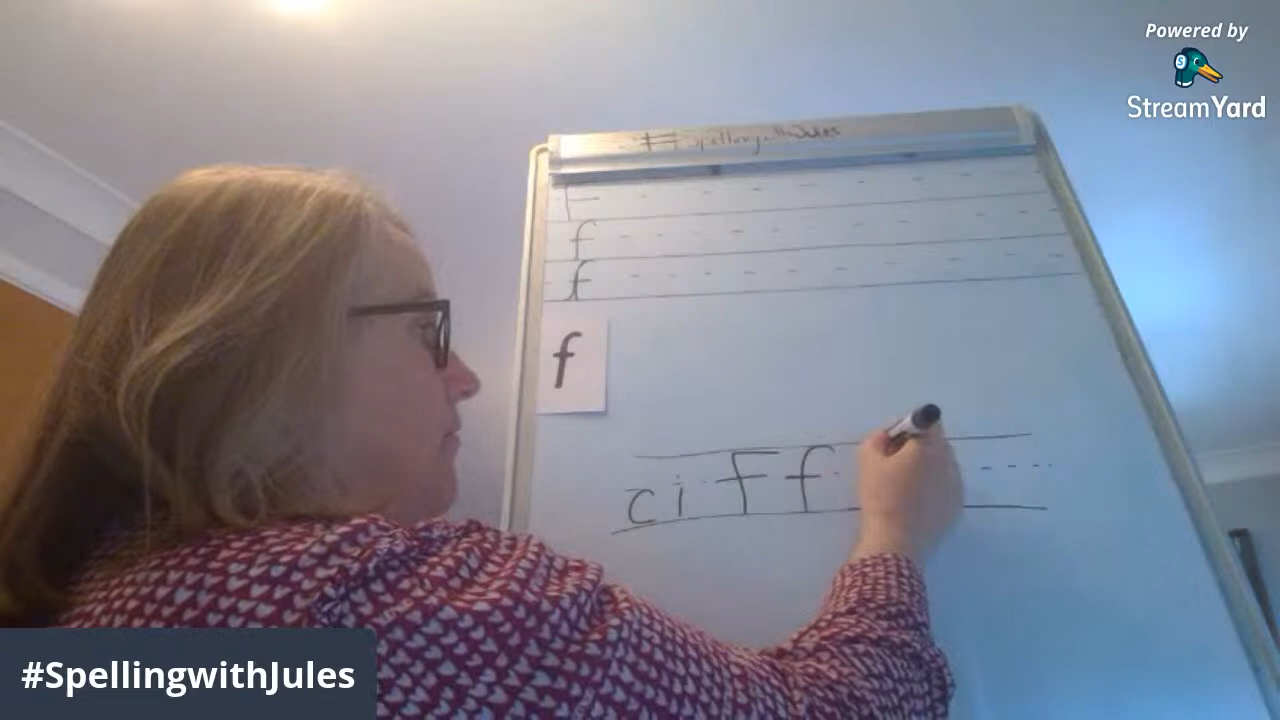 Powered by
StreamYard
#SpellingwithJules
F
f
f
f
ciFf
#SpellingwithJules